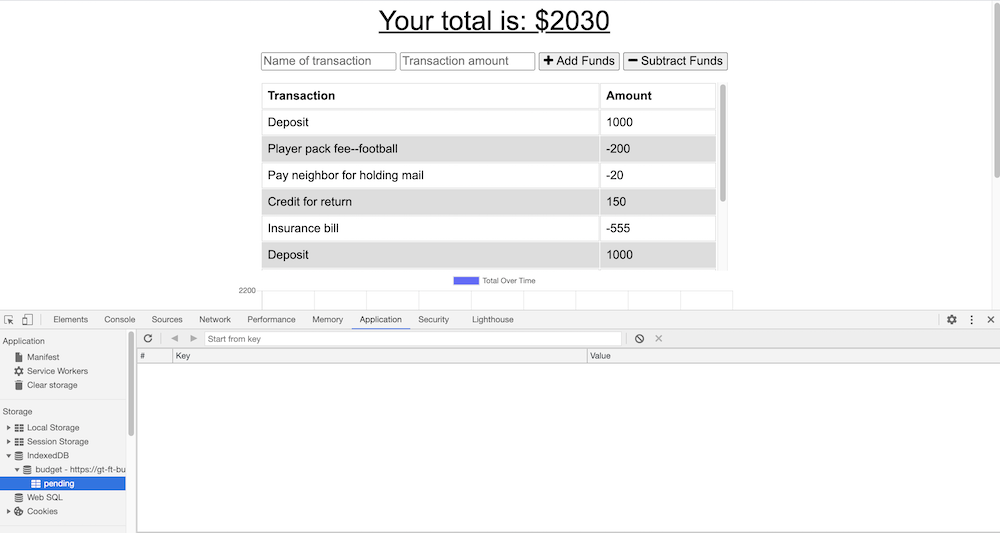 Your total is: $2030
Name of transaction Transaction amount + Add Funds − Subtract Funds
Transaction Amount
Deposit 1000
Player pack fee--football -200
Pay neighbor for holding mail -20
Credit for return 150
Insurance bill -555
Deposit 1000
Total Over Time
2200
Elements Console Sources Network Performance Memory Application Security Lighthouse
Application
Manifest
Service Workers
Clear storage
Storage
Local Storage
Session Storage
IndexedDB
budget - https://gt-ft-bu
pending
Web SQL
Cookies
Start from key
# Key Value